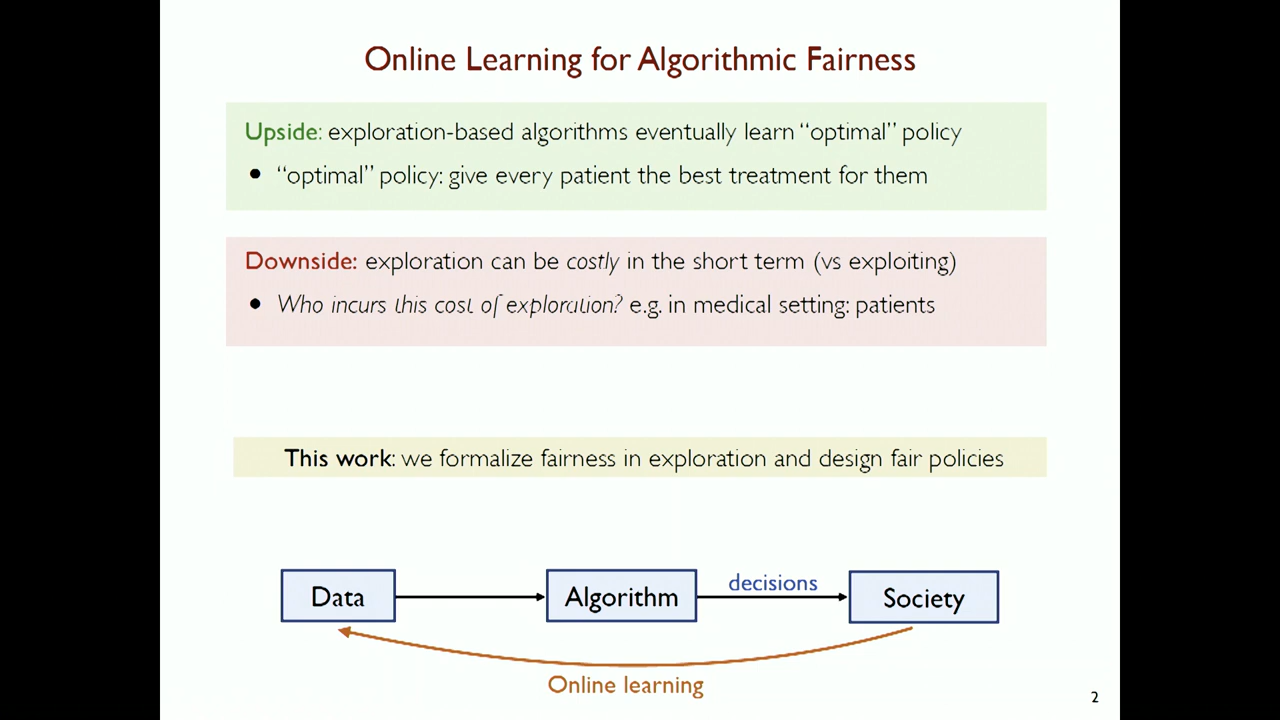 Online Learning for Algorithmic Fairness
Upside: exploration-based algorithms eventually learn “optimal” policy
• “optimal” policy: give every patient the best treatment for them
Downside: exploration can be costly in the short term (vs exploiting)
• Who incurs this cost of exploration? e.g. in medical setting: patients
This work: we formalize fairness in exploration and design fair policies
Data
Algorithm
decisions
Society
Online learning
2